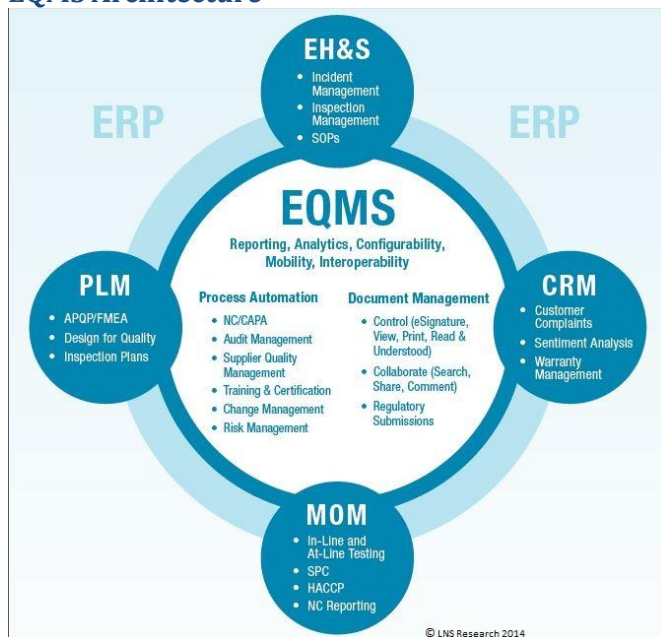 EQMS Architecture
EH&S
• Incident
Management
• Inspection
Management
• SOPs
ERP
ERP
EQMS
Reporting, Analytics, Configurability,
Mobility, Interoperability
Process Automation
• NC/CAPA
• Audit Management
• Supplier Quality
Management
• Training & Certification
• Change Management
• Risk Management
Document Management
• Control (eSignature,
View, Print, Read &
Understood)
• Collaborate (Search,
Share, Comment)
• Regulatory
Submissions
PLM
• APQP/FMEA
• Design for Quality
• Inspection Plans
CRM
• Customer
Complaints
• Sentiment Analysis
• Warranty
Management
MOM
• In-Line and
At-Line Testing
• SPC
• HACCP
• NC Reporting
© LNS Research 2014